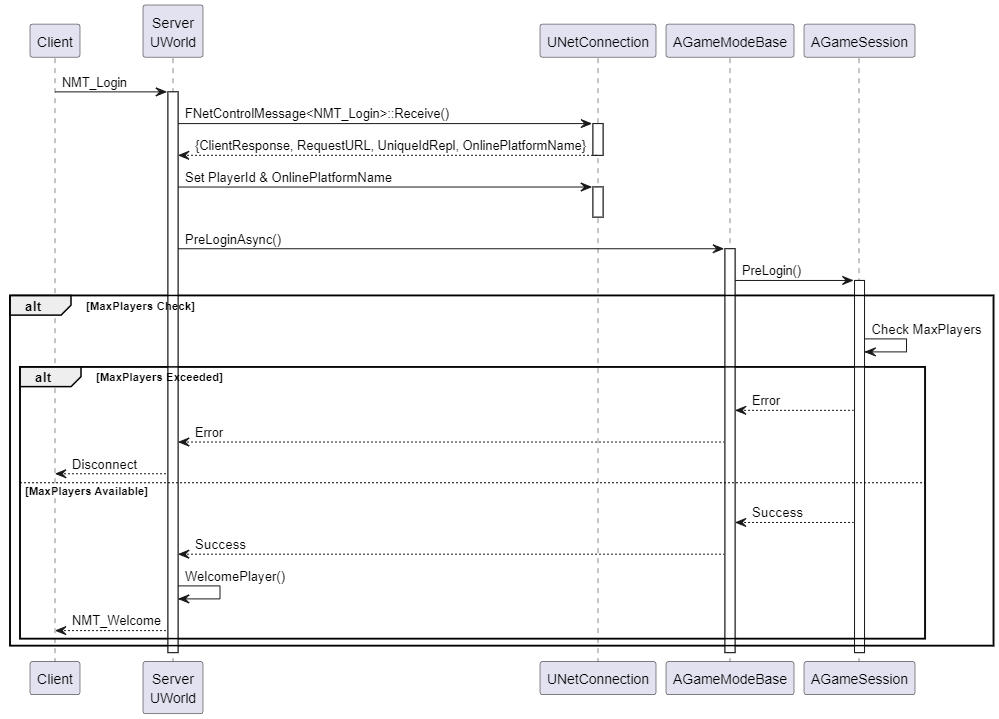 Client
Server
UWorld
UNetConnection
AGameModeBase
AGameSession
NMT_Login
FNetControlMessage<NMT_Login>::Receive()
{ClientResponse, RequestURL, UniqueIdRepl, OnlinePlatformName}
Set PlayerId & OnlinePlatformName
PreLoginAsync()
PreLogin()
alt
[MaxPlayers Check]
Check MaxPlayers
alt
[MaxPlayers Exceeded]
Error
Error
Disconnect
[MaxPlayers Available]
Success
Success
WelcomePlayer()
NMT_Welcome
Client
Server
UWorld
UNetConnection
AGameModeBase
AGameSession